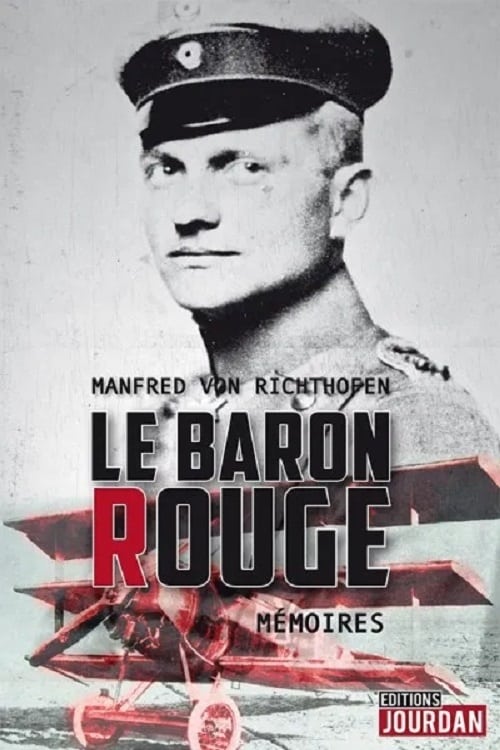 MANFRED VON RICHTHOFEN
LE BARON
ROUGE
MÉMOIRES
EDITIONS
JOURDAN